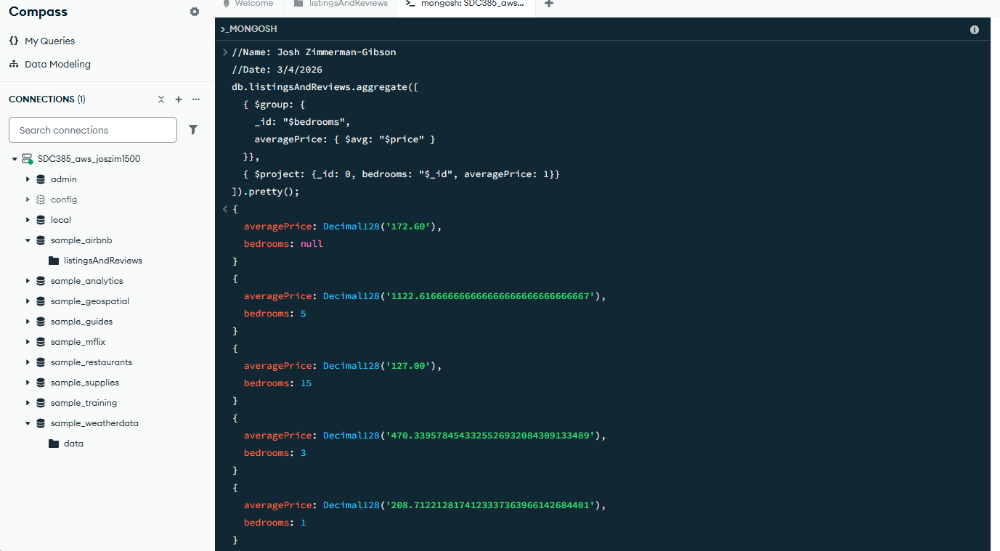 Compass
My Queries
Data Modeling
CONNECTIONS (1)
Search connections
SDC385_aws_joszim1500
admin
config
local
sample_airbnb
listingsAndReviews
sample_analytics
sample_geospatial
sample_guides
sample_mflix
sample_restaurants
sample_supplies
sample_training
sample_weatherdata
data
Welcome
listingsAndReviews
>_ mongosh: SDC385_aws...
>_MONGOSH
//Name: Josh Zimmerman-Gibson
//Date: 3/4/2026
db.listingsAndReviews.aggregate([
{ $group: {
_id: "$bedrooms",
averagePrice: { $avg: "$price" }
}},
{ $project: {_id: 0, bedrooms: "$_id", averagePrice: 1}}
]).pretty();
{
averagePrice: Decimal128('172.60'),
bedrooms: null
}
{
averagePrice: Decimal128('1122.616666666666666666666666666667'),
bedrooms: 5
}
{
averagePrice: Decimal128('127.00'),
bedrooms: 15
}
{
averagePrice: Decimal128('470.3395784543325526932084309133489'),
bedrooms: 3
}
{
averagePrice: Decimal128('208.7122128174123337363966142684401'),
bedrooms: 1
}